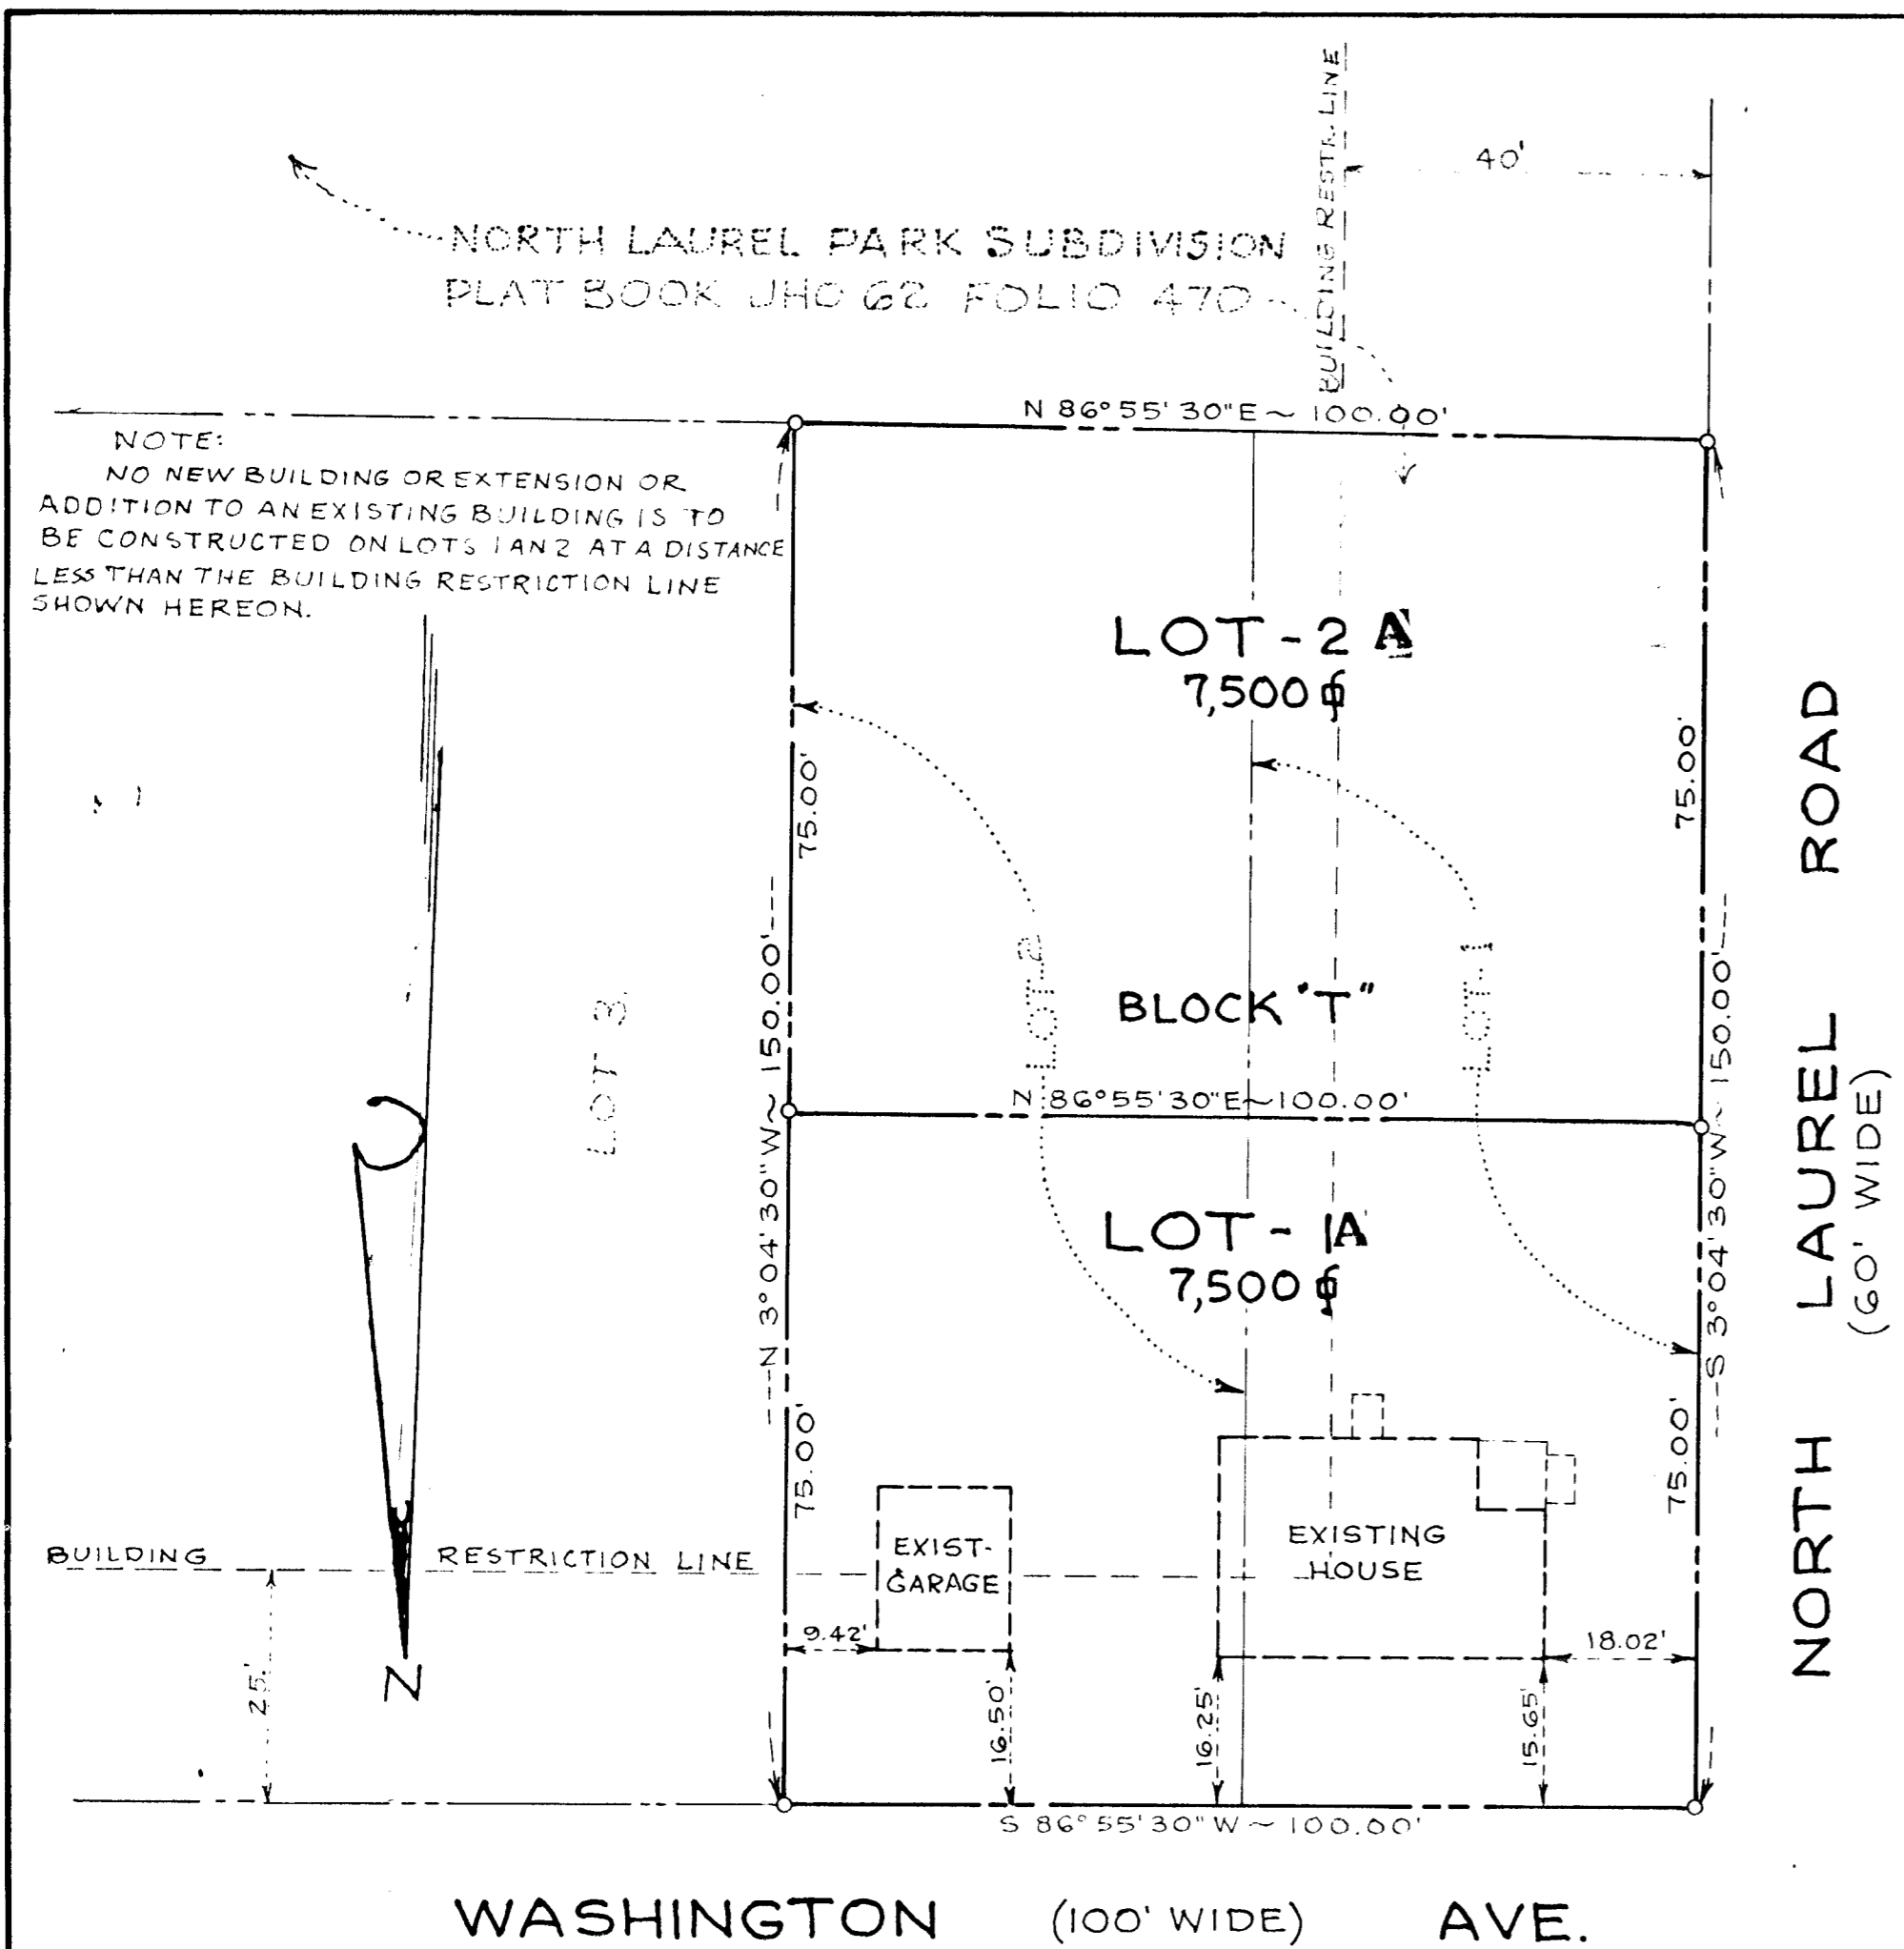 BUILDING RESTR. LINE
40'
NORTH LAUREL PARK SUBDIVISION
PLAT BOOK JHO 62 FOLIO 470
N 86°55'30"E ~ 100.00'
NOTE:
NO NEW BUILDING OR EXTENSION OR
ADDITION TO AN EXISTING BUILDING IS TO
BE CONSTRUCTED ON LOTS 1 AN 2 AT A DISTANCE
LESS THAN THE BUILDING RESTRICTION LINE
SHOWN HEREON.
LOT - 2 A
7,500
75.00'
75.00'
LOT 3
N 3°04'30"W ~ 150.00'
LOT-2
BLOCK "T"
LOT-1
S 3°04'30"W ~ 150.00'
NORTH LAUREL ROAD
(60' WIDE)
N 86°55'30"E ~ 100.00'
LOT - 1A
7,500
75.00'
75.00'
BUILDING RESTRICTION LINE
EXIST-
GARAGE
EXISTING
HOUSE
9.42'
18.02'
25.'
N
16.50'
16.25'
15.65'
S 86°55'30"W ~ 100.00'
WASHINGTON (100' WIDE) AVE.